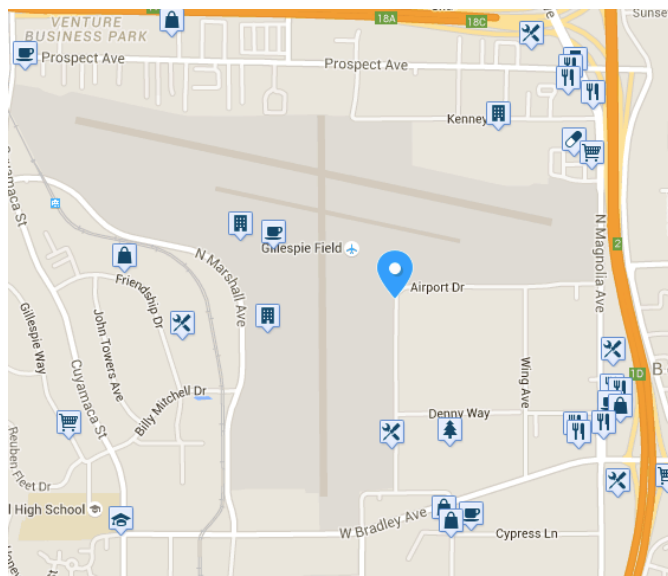 VENTURE
BUSINESS PARK
18A
18C
Prospect Ave
Prospect Ave
Kenney
Cuyamaca St
N Magnolia Ave
2
Gillespie Field
N Marshall Ave
Airport Dr
Friendship Dr
Gillespie Way
John Towers Ave
Cuyamaca St
Wing Ave
1D
B
Billy Mitchell Dr
Denny Way
Reuben Fleet Dr
l High School
W Bradley Ave
Cypress Ln